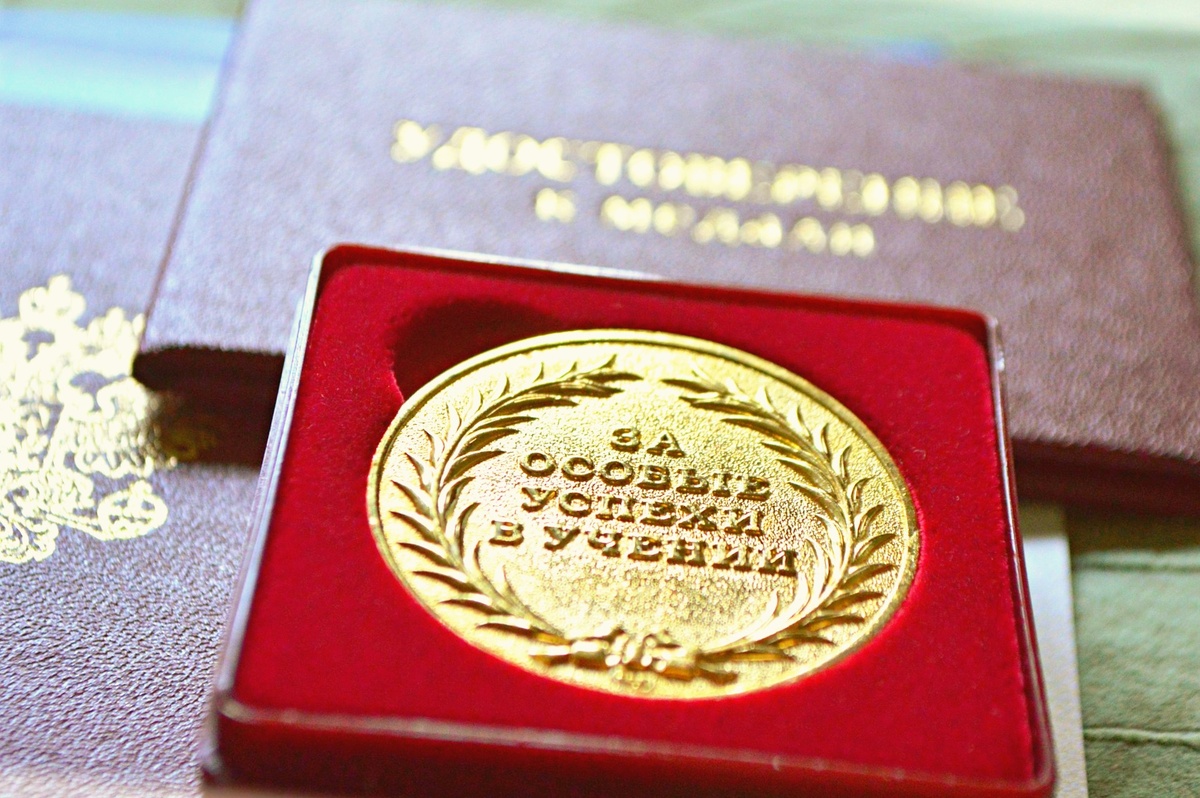 УДОСТОВЕРЕНИЕ
К МЕДАЛИ
ЗА
ОСОБЫЕ
УСПЕХИ
В УЧЕНИИ